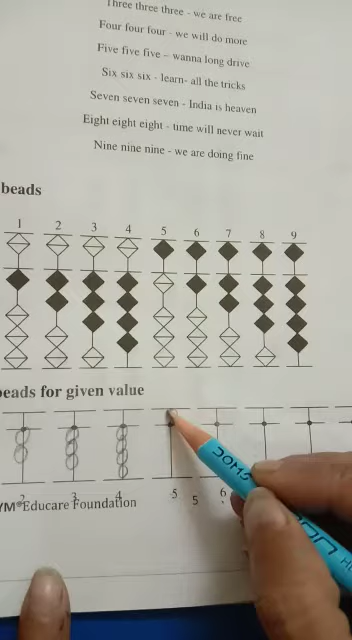 Three three three - we are free
Four four four - we will do more
Five five five – wanna long drive
Six six six - learn- all the tricks
Seven seven seven - India is heaven
Eight eight eight - time will never wait
Nine nine nine - we are doing fine
beads
1 2 3 4 5 6 7 8 9
beads for given value
2 3 4 5 5 6
YM® Educare Foundation
DOMS